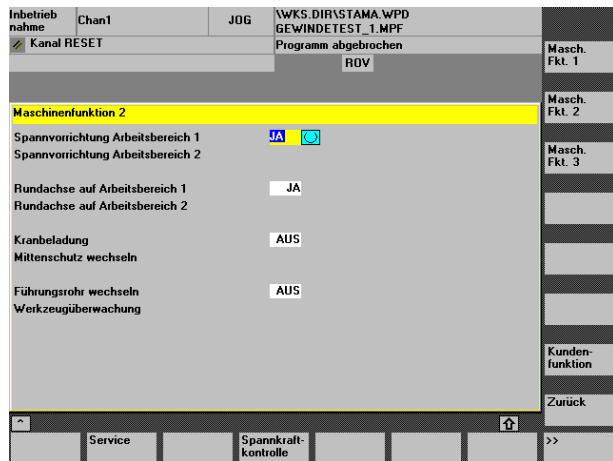 Inbetrieb
nahme
Chan1
JOG
\WKS.DIR\STAMA.WPD
GEWINDETEST_1.MPF
Kanal RESET
Programm abgebrochen
ROV
Masch.
Fkt. 1
Masch.
Fkt. 2
Masch.
Fkt. 3
Maschinenfunktion 2
Spannvorrichtung Arbeitsbereich 1 JA
Spannvorrichtung Arbeitsbereich 2
Rundachse auf Arbeitsbereich 1 JA
Rundachse auf Arbeitsbereich 2
Kranbeladung AUS
Mittenschutz wechseln
Führungsrohr wechseln AUS
Werkzeugüberwachung
Kunden-
funktion
Zurück
^
Service
Spannkraft-
kontrolle
>>